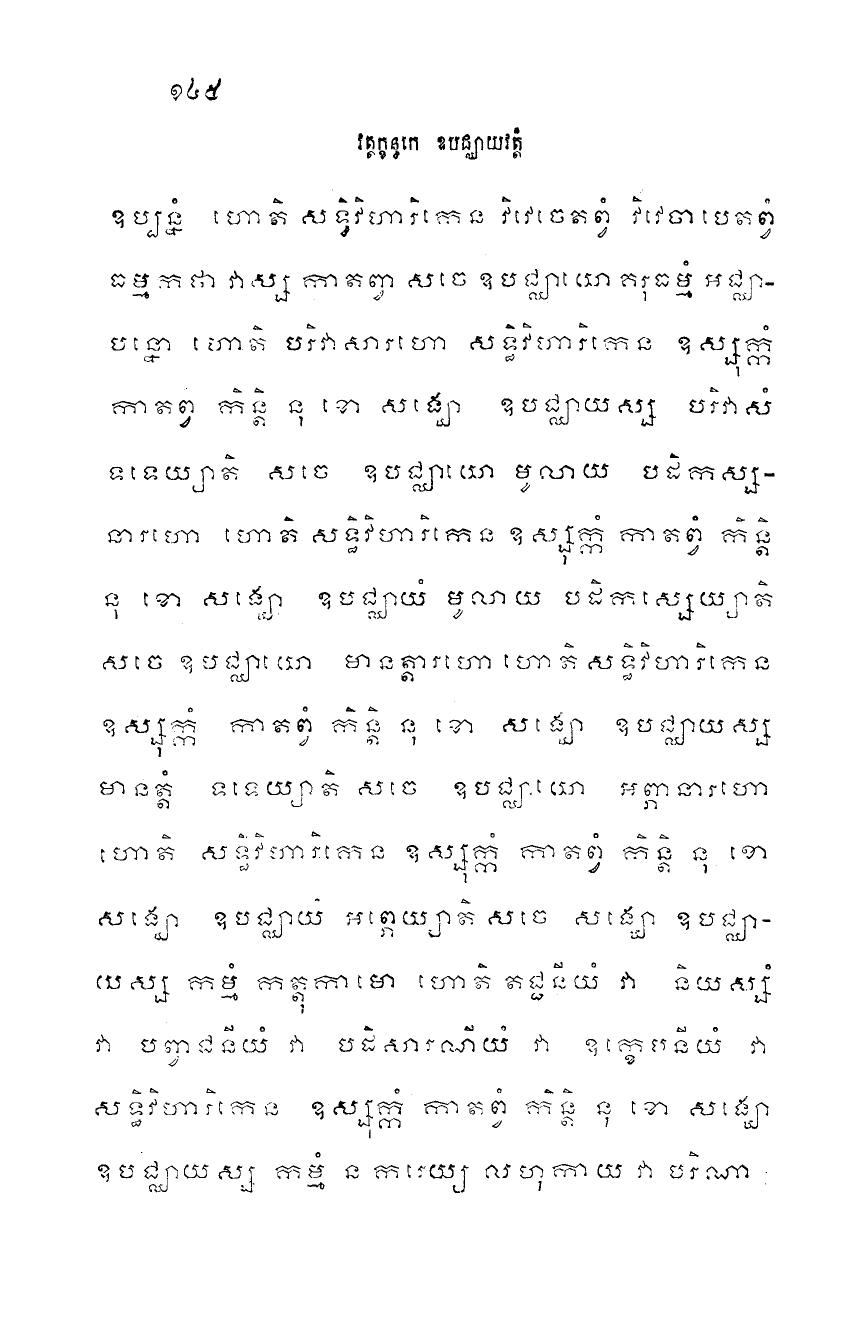 ១៤៥
វត្តក្ខន្ធកេ ឧបជ្ឈាយវត្តំ
ឧប្បន្នំ ហោតិ សទ្ធិវិហារិកេន វិវេចេតព្វំ វិវេចាបេតព្វំ
ធម្មកថា វាស្ស កាតព្វា សចេ ឧបជ្ឈាយោ គរុធម្មំ អជ្ឈា-
បន្នោ ហោតិ បរិវាសារហោ សទ្ធិវិហារិកេន ឧស្សុក្កំ
កាតព្វំ កិន្តិ នុ ខោ សង្ឃោ ឧបជ្ឈាយស្ស បរិវាសំ
ទទេយ្យាតិ សចេ ឧបជ្ឈាយោ មូលាយ បដិកស្ស-
នារហោ ហោតិ សទ្ធិវិហារិកេន ឧស្សុក្កំ កាតព្វំ កិន្តិ
នុ ខោ សង្ឃោ ឧបជ្ឈាយំ មូលាយ បដិកស្សេយ្យាតិ
សចេ ឧបជ្ឈាយោ មានត្តារហោ ហោតិ សទ្ធិវិហារិកេន
ឧស្សុក្កំ កាតព្វំ កិន្តិ នុ ខោ សង្ឃោ ឧបជ្ឈាយស្ស
មានត្តំ ទទេយ្យាតិ សចេ ឧបជ្ឈាយោ អព្ភានារហោ
ហោតិ សទ្ធិវិហារិកេន ឧស្សុក្កំ កាតព្វំ កិន្តិ នុ ខោ
សង្ឃោ ឧបជ្ឈាយំ អព្ភេយ្យាតិ សចេ សង្ឃោ ឧបជ្ឈា-
យស្ស កម្មំ កត្តុកាមោ ហោតិ តជ្ជនីយំ វា និយស្សំ
វា បព្វាជនីយំ វា បដិសារណីយំ វា ឧក្ខេបនីយំ វា
សទ្ធិវិហារិកេន ឧស្សុក្កំ កាតព្វំ កិន្តិ នុ ខោ សង្ឃោ
ឧបជ្ឈាយស្ស កម្មំ ន ករេយ្យ លហុកាយ វា បរិណា